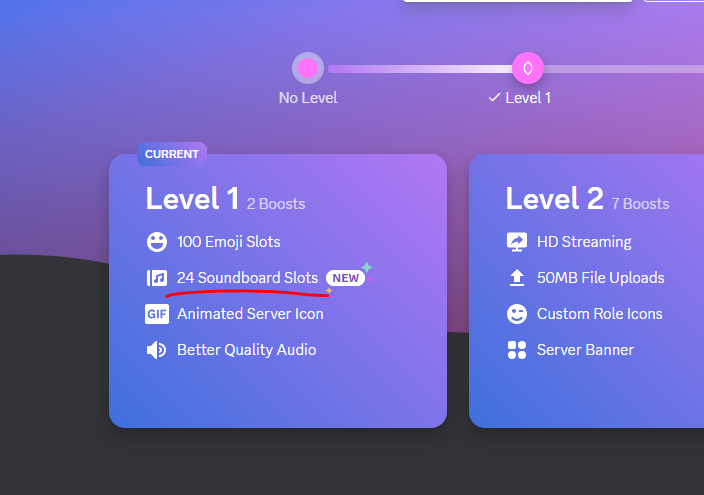 No Level
Level 1
CURRENT
Level 1 2 Boosts
100 Emoji Slots
24 Soundboard Slots NEW
GIF Animated Server Icon
Better Quality Audio
Level 2 7 Boosts
HD Streaming
50MB File Uploads
Custom Role Icons
Server Banner